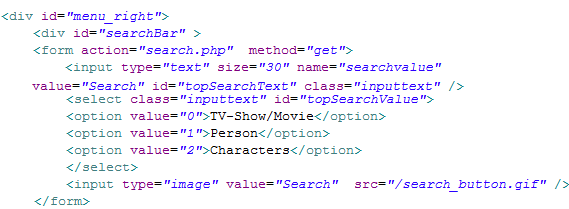 <div id="menu_right">
<div id="searchBar" >
<form action="search.php"  method="get">
<input type="text" size="30" name="searchvalue"
value="Search" id="topSearchText" class="inputtext" />
<select class="inputtext" id="topSearchValue">
<option value="0">TV-Show/Movie</option>
<option value="1">Person</option>
<option value="2">Characters</option>
</select>
<input type="image" value="Search"  src="/search_button.gif" />
</form>